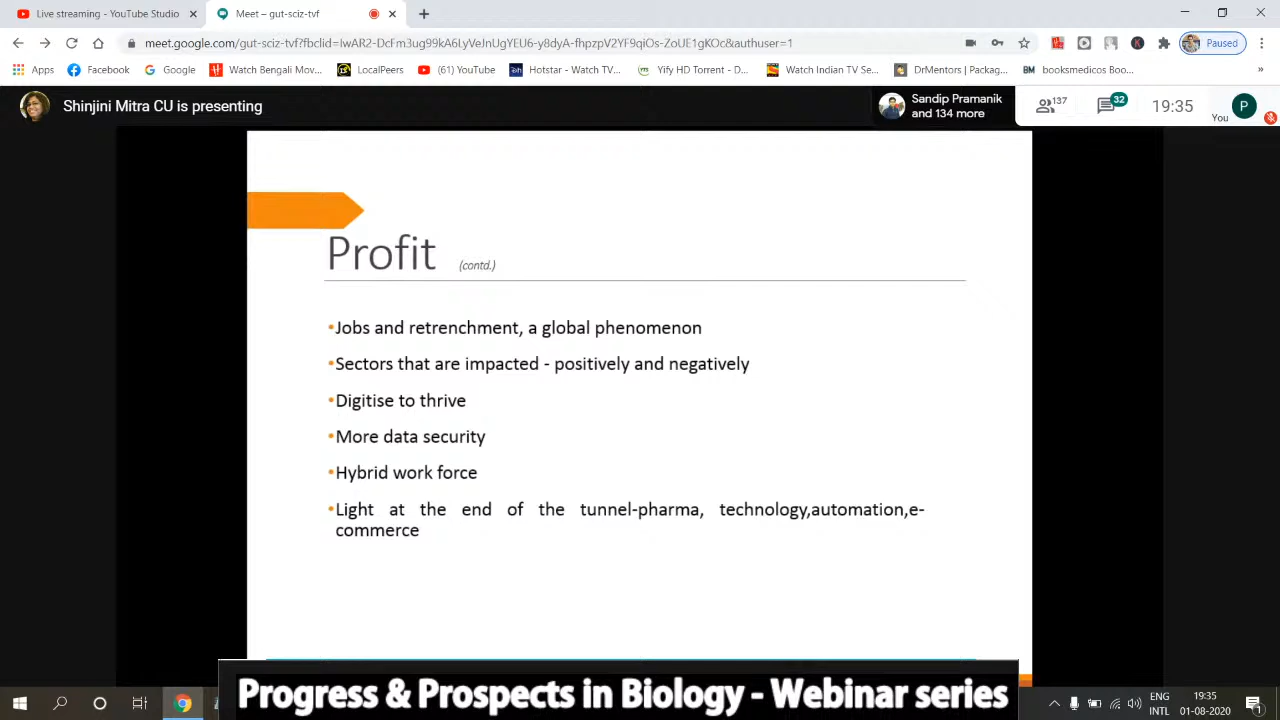 Live streaming - YouTube Studio
Meet – gut-sciz-tvf
meet.google.com/gut-sciz-tvf?fbclid=IwAR2-DcFm3ug99kA6LyVeJnUgtEU6-y8dyA-fhpzpV2YF9qiOs-ZoUE1gKOc&authuser=1
Paused
Apps
Facebook
Google
Watch Bengali Mov...
LocalPeers
(61) YouTube
Hotstar - Watch TV...
Yify HD Torrent - D...
Watch Indian TV Se...
DrMentors | Packag...
BM booksmedicos Boo...
»
Shinjini Mitra CU is presenting
Sandip Pramanik
and 134 more
137
32
19:35
You
P
Profit (contd.)
•Jobs and retrenchment, a global phenomenon
•Sectors that are impacted - positively and negatively
•Digitise to thrive
•More data security
•Hybrid work force
•Light at the end of the tunnel-pharma, technology,automation,e-
commerce
Progress & Prospects in Biology - Webinar series
ENG
INTL
19:35
01-08-2020